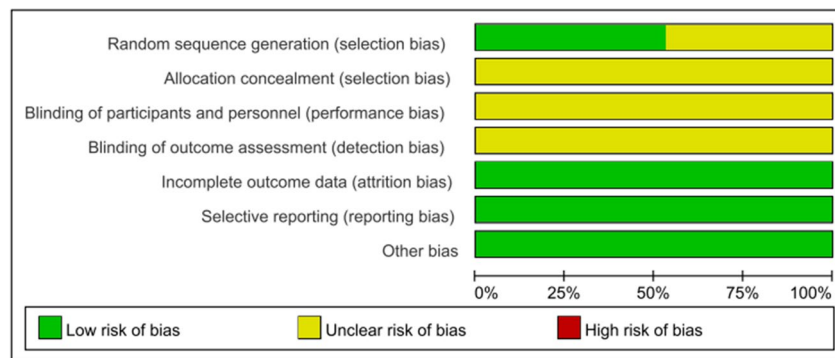 Random sequence generation (selection bias)
Allocation concealment (selection bias)
Blinding of participants and personnel (performance bias)
Blinding of outcome assessment (detection bias)
Incomplete outcome data (attrition bias)
Selective reporting (reporting bias)
Other bias
0% 25% 50% 75% 100%
Low risk of bias Unclear risk of bias High risk of bias